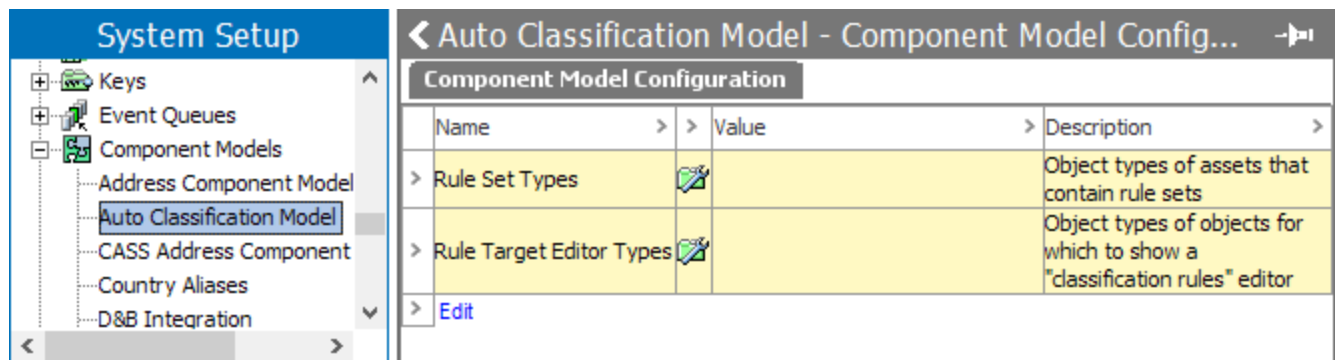 System Setup
Keys
Event Queues
Component Models
Address Component Model
Auto Classification Model
CASS Address Component
Country Aliases
D&B Integration
Auto Classification Model - Component Model Config...
Component Model Configuration
Name > > Value > Description >
> Rule Set Types
Object types of assets that
contain rule sets
> Rule Target Editor Types
Object types of objects for
which to show a
"classification rules" editor
> Edit